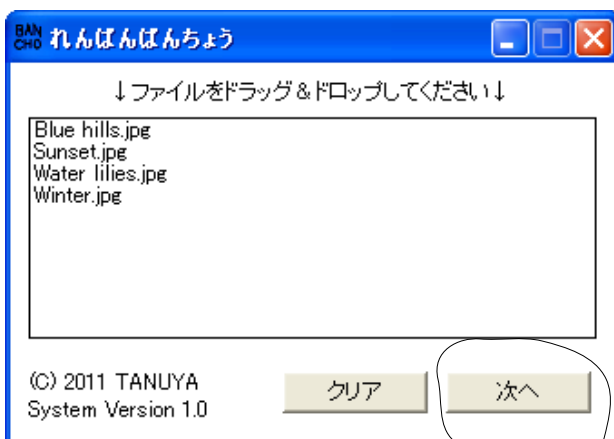 BAN
CHO れんばんばんちょう
↓ファイルをドラッグ&ドロップしてください↓
Blue hills.jpg
Sunset.jpg
Water lilies.jpg
Winter.jpg
(C) 2011 TANUYA
System Version 1.0
クリア
次へ